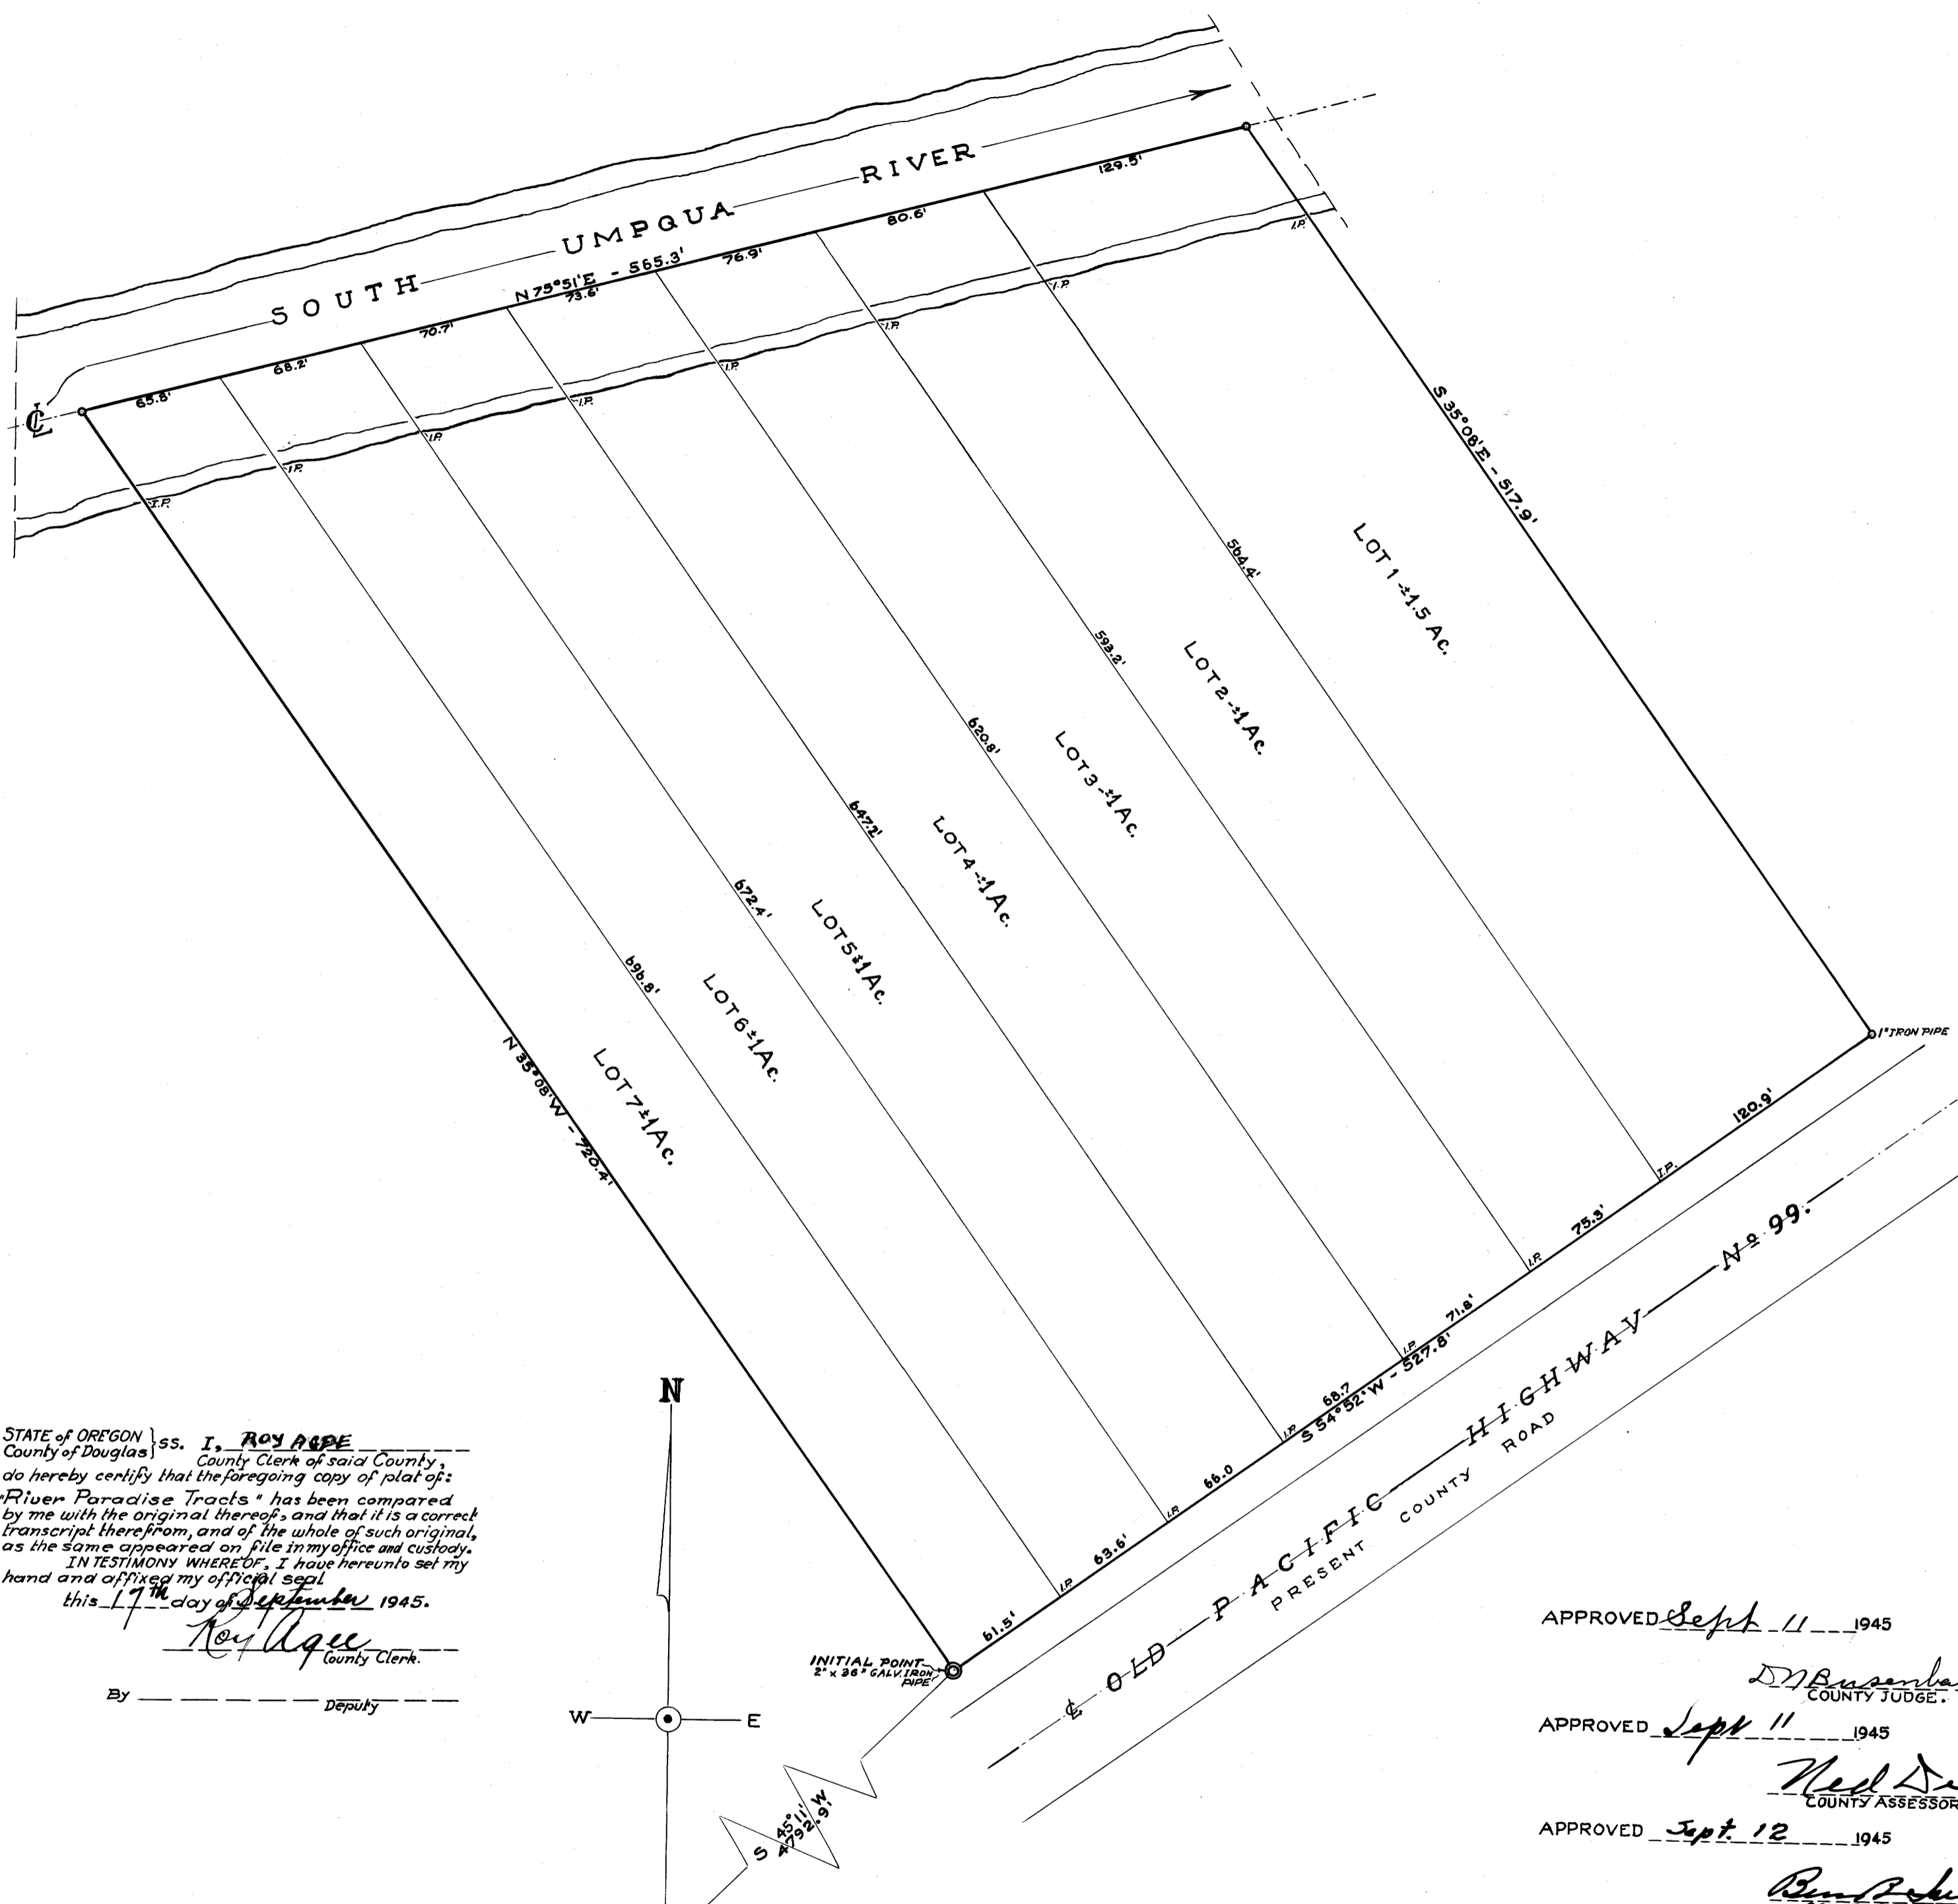 SOUTH UMPQUA RIVER
129.5'
80.6'
76.9'
N 75°51'E - 565.3'
73.6'
70.7'
68.2'
65.8'
℄
I.P.
I.P.
I.P.
I.P.
I.P.
I.P.
I.P.
I.P.
S 35°08'E - 517.9'
564.4'
593.2'
620.8'
647.2'
672.4'
696.8'
N 35°08'W - 720.4'
LOT 1 - ±1.5 AC.
LOT 2 - ±1 AC.
LOT 3 - ±1 AC.
LOT 4 - ±1 AC.
LOT 5 ±1 AC.
LOT 6 ±1 AC.
LOT 7 ±1 AC.
1" IRON PIPE
120.9'
I.P.
75.3'
I.P.
71.8'
I.P.
S 54°52'W - 527.8'
68.7
I.P.
66.0
I.P.
63.6'
I.P.
61.5'
℄ OLD PACIFIC HIGHWAY Nº 99.
PRESENT COUNTY ROAD
INITIAL POINT
2" x 36" GALV. IRON
PIPE
S 45°11' W
4792.9'
N
W
E
STATE of OREGON } ss. I, ROY AGEE
County of Douglas } County Clerk of said County,
do hereby certify that the foregoing copy of plat of:
"River Paradise Tracts" has been compared
by me with the original thereof, and that it is a correct
transcript therefrom, and of the whole of such original,
as the same appeared on file in my office and custody.
IN TESTIMONY WHEREOF, I have hereunto set my
hand and affixed my official seal
this 17th day of September 1945.
Roy Agee
County Clerk.
By
Deputy
APPROVED Sept 11 1945
COUNTY JUDGE.
APPROVED Sept 11 1945
Ned
COUNTY ASSESSOR
APPROVED Sept. 12 1945
Ben B